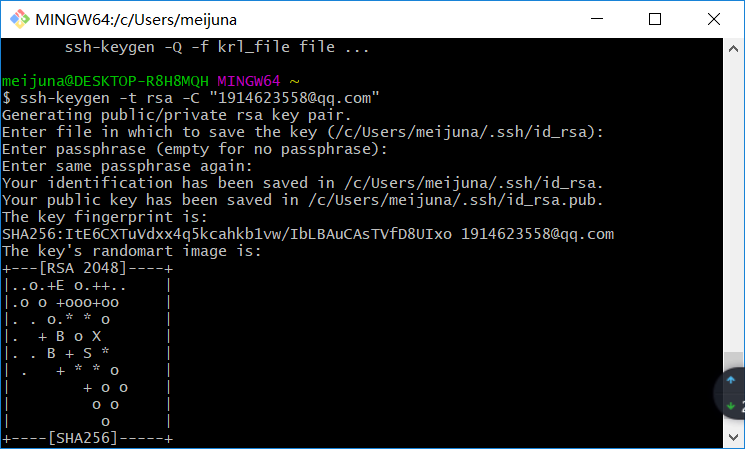 MINGW64:/c/Users/meijuna
ssh-keygen -Q -f krl_file file ...
meijuna@DESKTOP-R8H8MQH MINGW64 ~
$ ssh-keygen -t rsa -C "1914623558@qq.com"
Generating public/private rsa key pair.
Enter file in which to save the key (/c/Users/meijuna/.ssh/id_rsa):
Enter passphrase (empty for no passphrase):
Enter same passphrase again:
Your identification has been saved in /c/Users/meijuna/.ssh/id_rsa.
Your public key has been saved in /c/Users/meijuna/.ssh/id_rsa.pub.
The key fingerprint is:
SHA256:ItE6CXTuVdxx4q5kcahkb1vw/IbLBAuCAsTVfD8UIxo 1914623558@qq.com
The key's randomart image is:
+---[RSA 2048]----+
|..o.+E o.++..    |
|.o o +ooo+oo     |
|. . o.* * o      |
|.  + B o X       |
|. . B + S *      |
| .   + * * o     |
|        + o o    |
|         o o     |
|          o      |
+----[SHA256]-----+
2